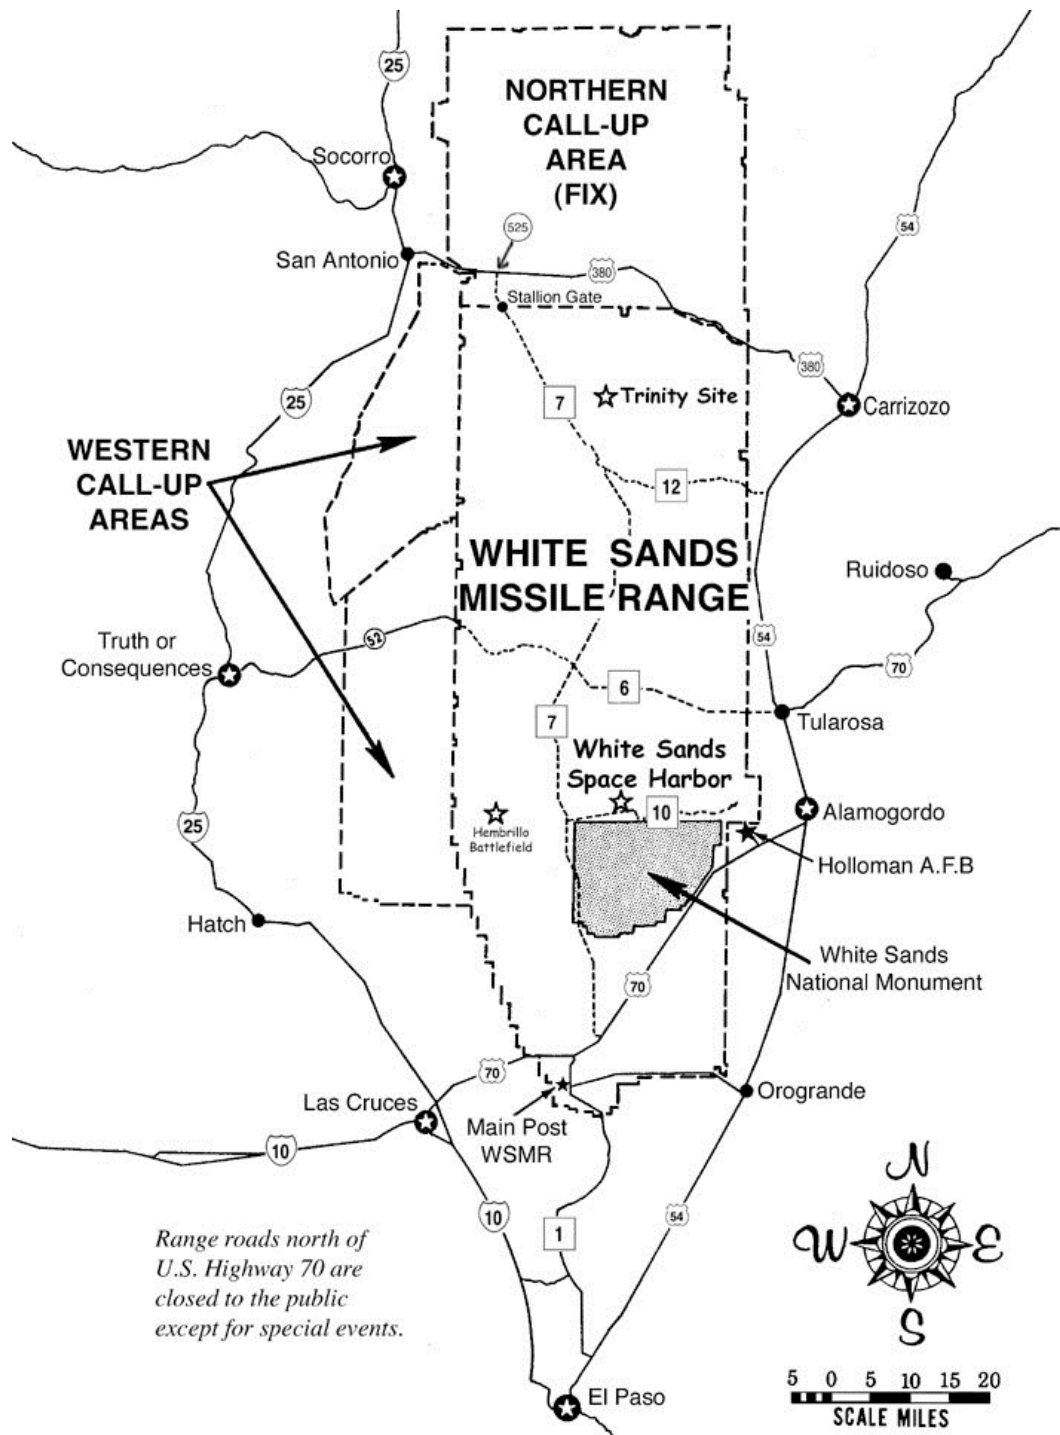 25
NORTHERN
CALL-UP
AREA
(FIX)
Socorro
54
525
San Antonio
380
Stallion Gate
380
25
7
Trinity Site
Carrizozo
WESTERN
CALL-UP
AREAS
12
WHITE SANDS
MISSILE RANGE
Ruidoso
Truth or
Consequences
52
54
70
6
7
Tularosa
White Sands
Space Harbor
10
25
Hembrillo
Battlefield
Alamogordo
Holloman A.F.B
Hatch
White Sands
National Monument
70
70
Las Cruces
Main Post
WSMR
Orogrande
10
10
1
54
N
W
E
S
Range roads north of
U.S. Highway 70 are
closed to the public
except for special events.
El Paso
5 0 5 10 15 20
SCALE MILES